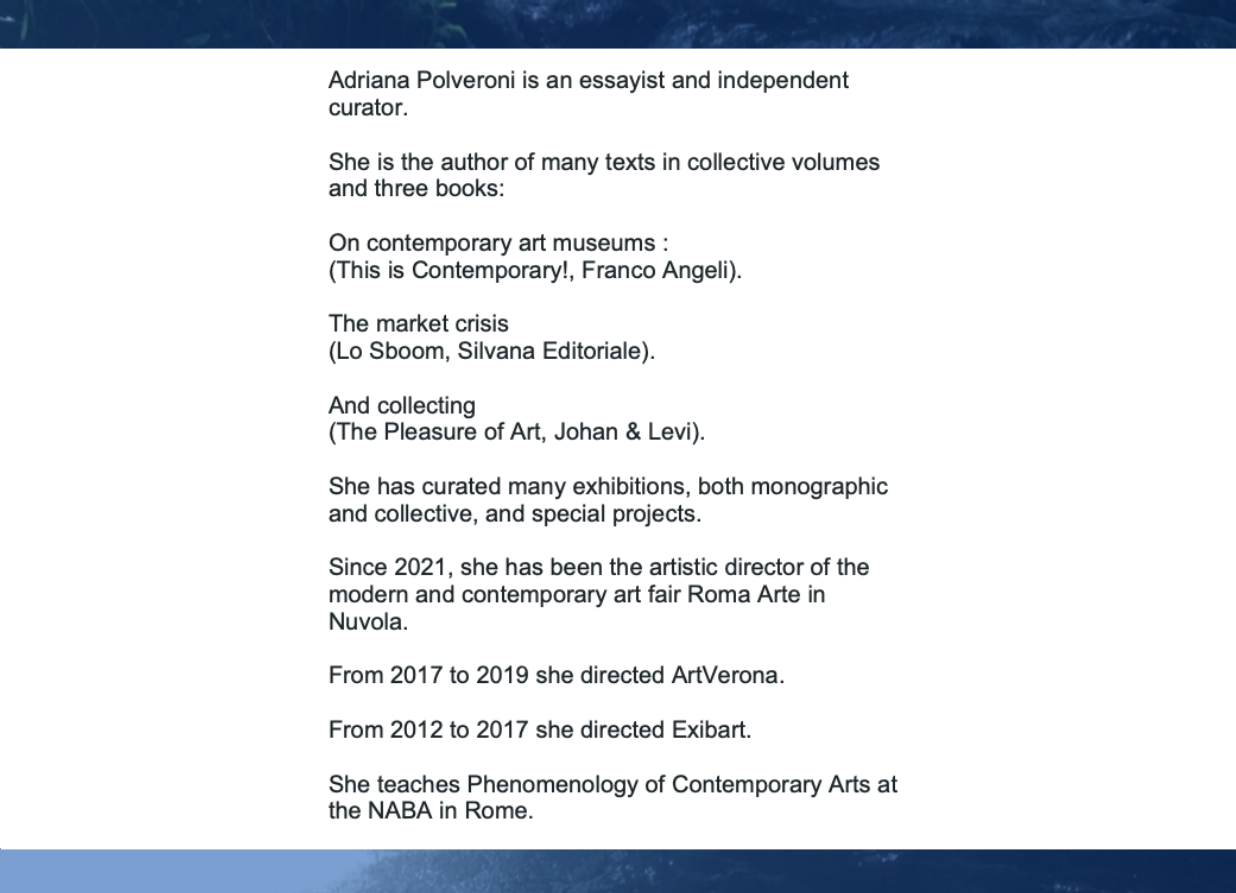 Adriana Polveroni is an essayist and independent
curator.
She is the author of many texts in collective volumes
and three books:
On contemporary art museums :
(This is Contemporary!, Franco Angeli).
The market crisis
(Lo Sboom, Silvana Editoriale).
And collecting
(The Pleasure of Art, Johan & Levi).
She has curated many exhibitions, both monographic
and collective, and special projects.
Since 2021, she has been the artistic director of the
modern and contemporary art fair Roma Arte in
Nuvola.
From 2017 to 2019 she directed ArtVerona.
From 2012 to 2017 she directed Exibart.
She teaches Phenomenology of Contemporary Arts at
the NABA in Rome.